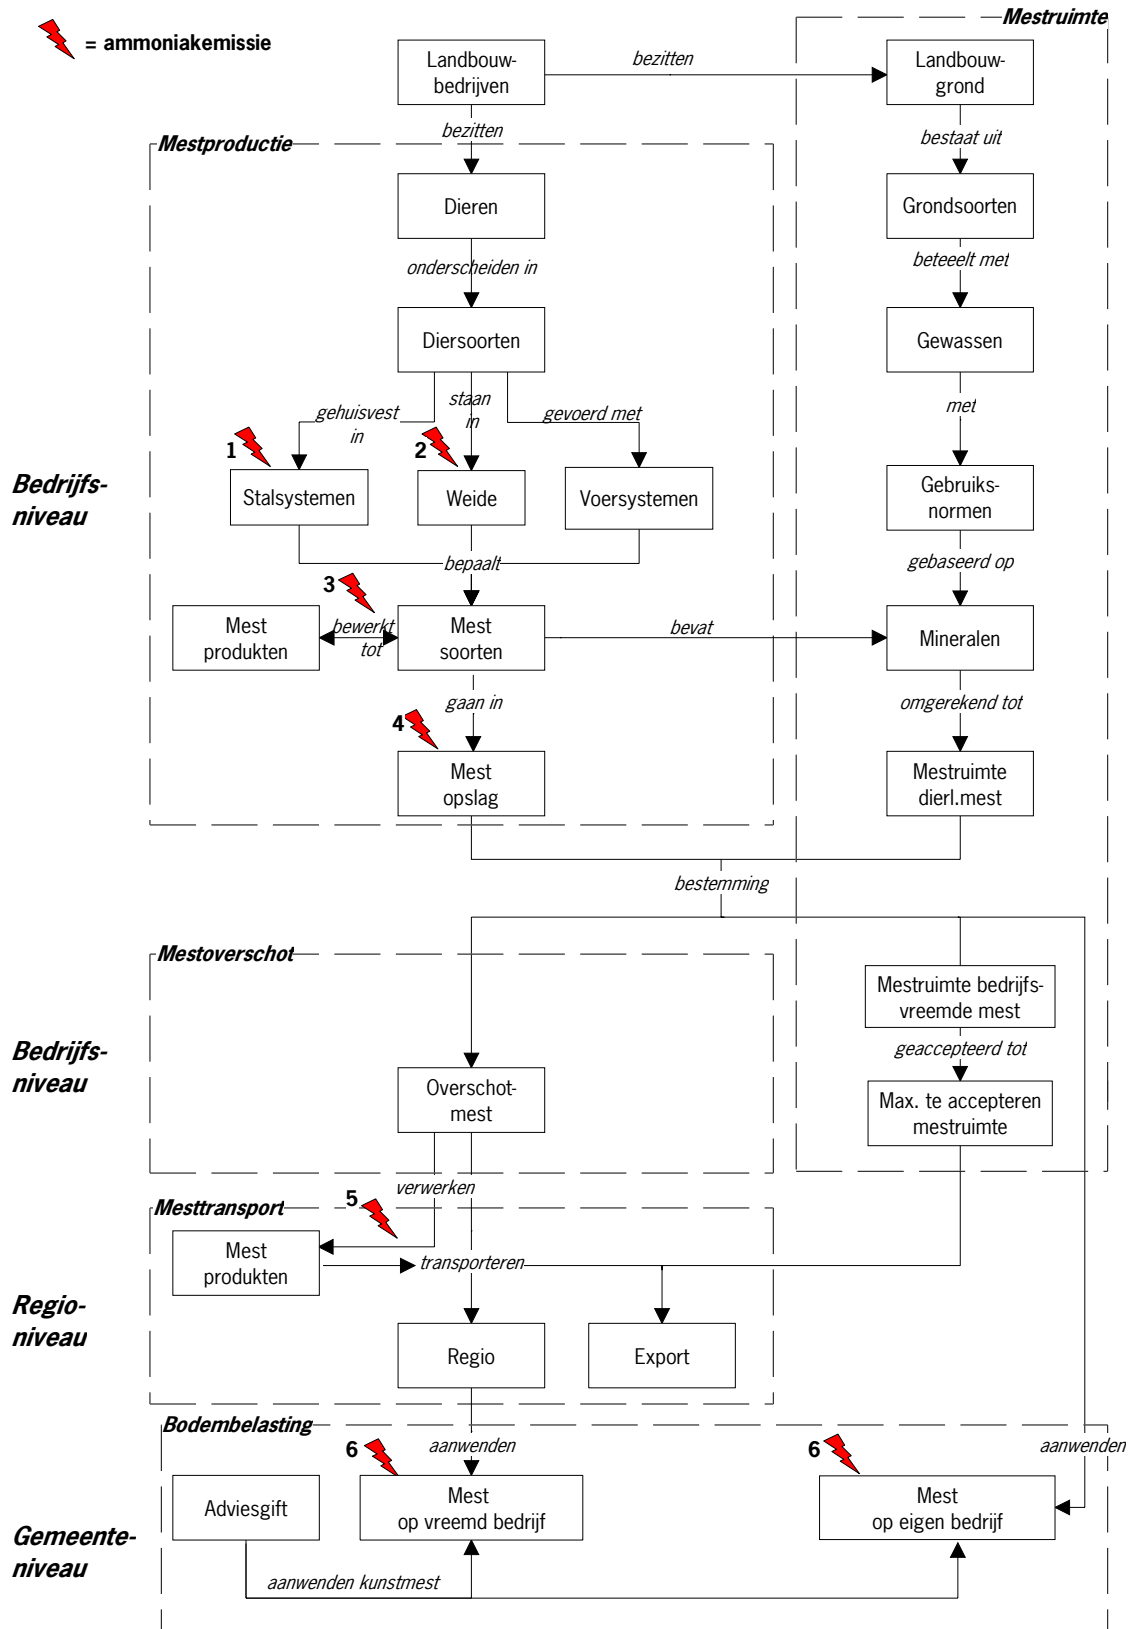 Mestruimte
= ammoniakemissie
Landbouw-
bedrijven
bezitten
Landbouw-
grond
bezitten
bestaat uit
Mestproductie
Dieren
Grondsoorten
onderscheiden in
beteelt met
Diersoorten
Gewassen
gehuisvest
in
staan
in
gevoerd met
met
1
2
Bedrijfs-
niveau
Stalsystemen
Weide
Voersystemen
Gebruiks-
normen
bepaalt
gebaseerd op
3
Mest
produkten
bewerkt
tot
Mest
soorten
bevat
Mineralen
gaan in
omgerekend tot
4
Mest
opslag
Mestruimte
dierl.mest
bestemming
Mestoverschot
Mestruimte bedrijfs-
vreemde mest
Bedrijfs-
niveau
geaccepteerd tot
Overschot-
mest
Max. te accepteren
mestruimte
verwerken
Mesttransport
5
Mest
produkten
transporteren
Regio-
niveau
Regio
Export
Bodembelasting
6
aanwenden
6
aanwenden
Adviesgift
Mest
op vreemd bedrijf
Mest
op eigen bedrijf
Gemeente-
niveau
aanwenden kunstmest